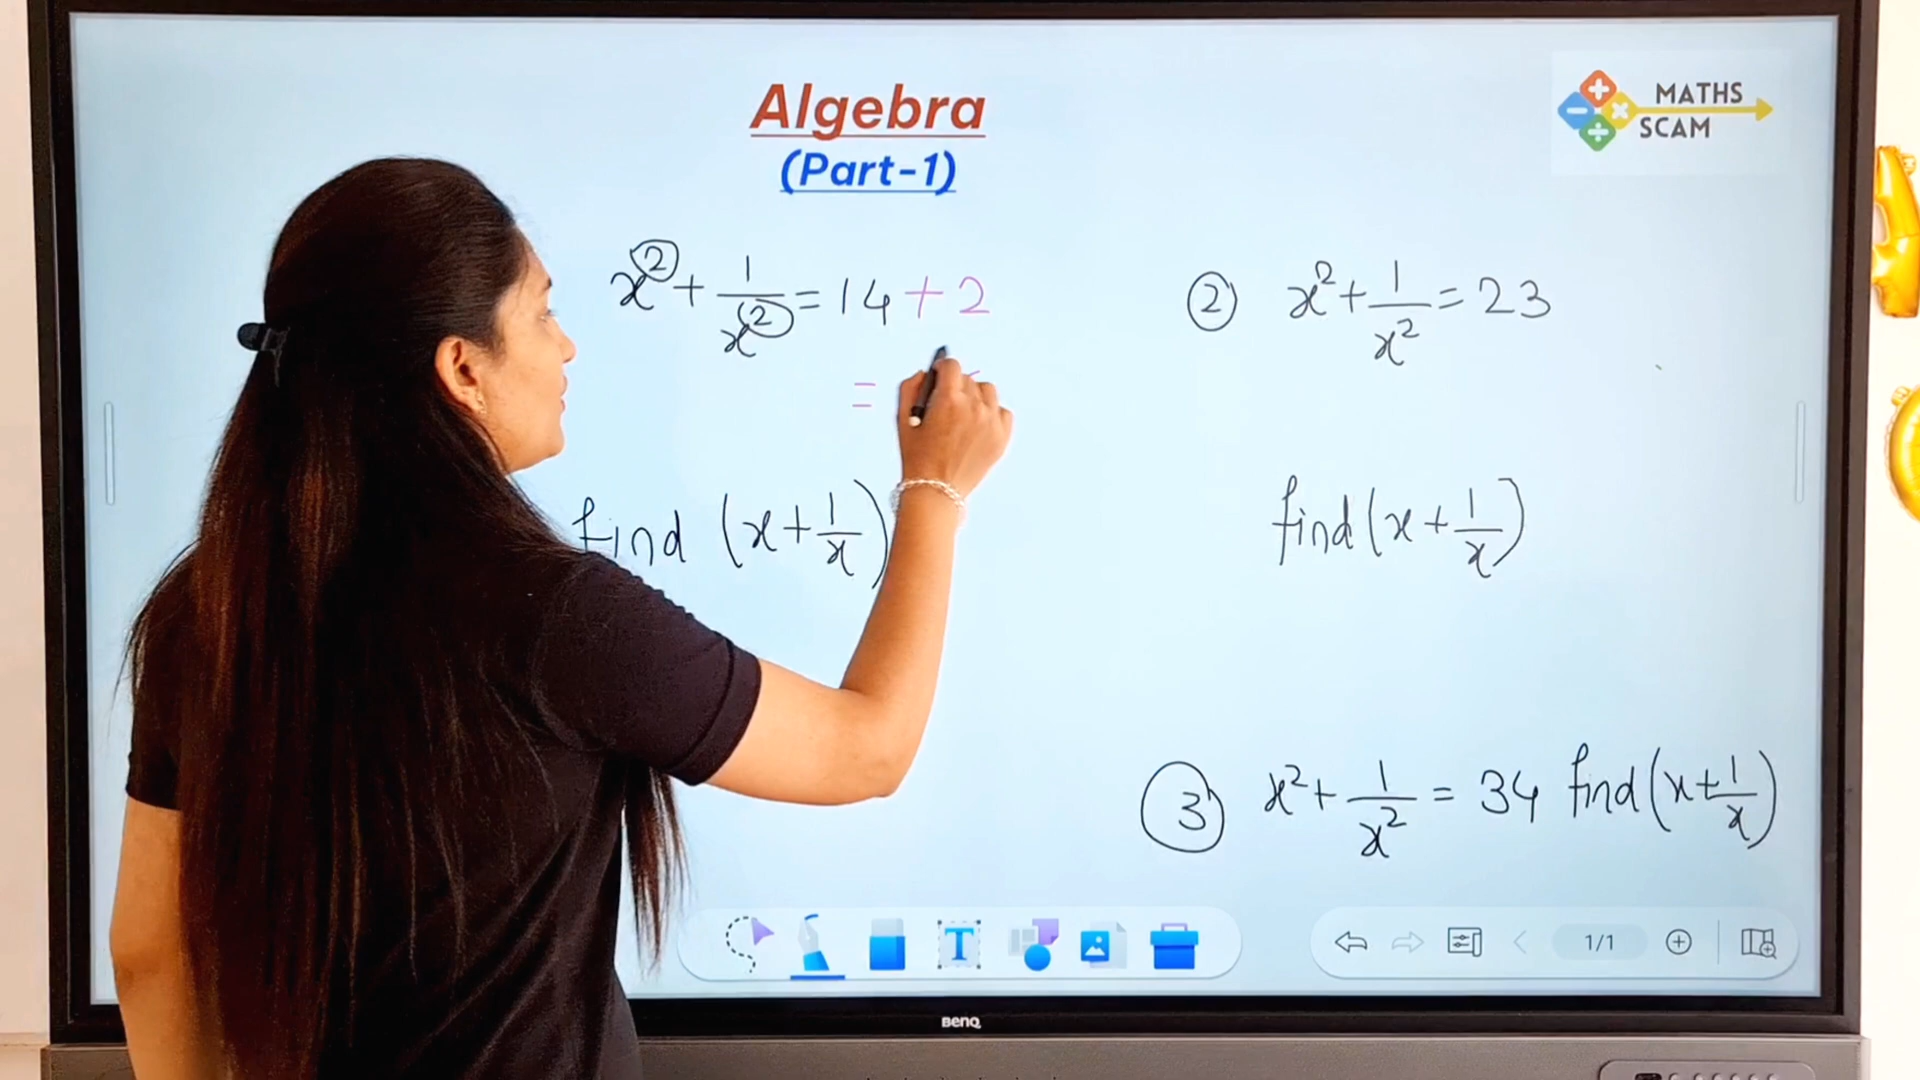 Algebra
(Part-1)
MATHS
SCAM
x² + 1/x² = 14 + 2
=
find (x + 1/x)
② x² + 1/x² = 23
find (x + 1/x)
③ x² + 1/x² = 34 find (x + 1/x)
T
1/1
BenQ